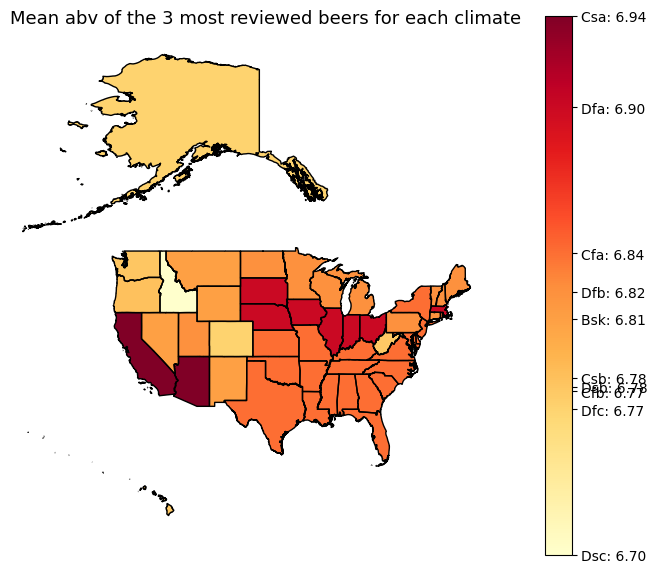 Mean abv of the 3 most reviewed beers for each climate
Csa: 6.94
Dfa: 6.90
Cfa: 6.84
Dfb: 6.82
Bsk: 6.81
Csb: 6.78
Cfb: 6.77
Dfc: 6.77
Dsc: 6.70